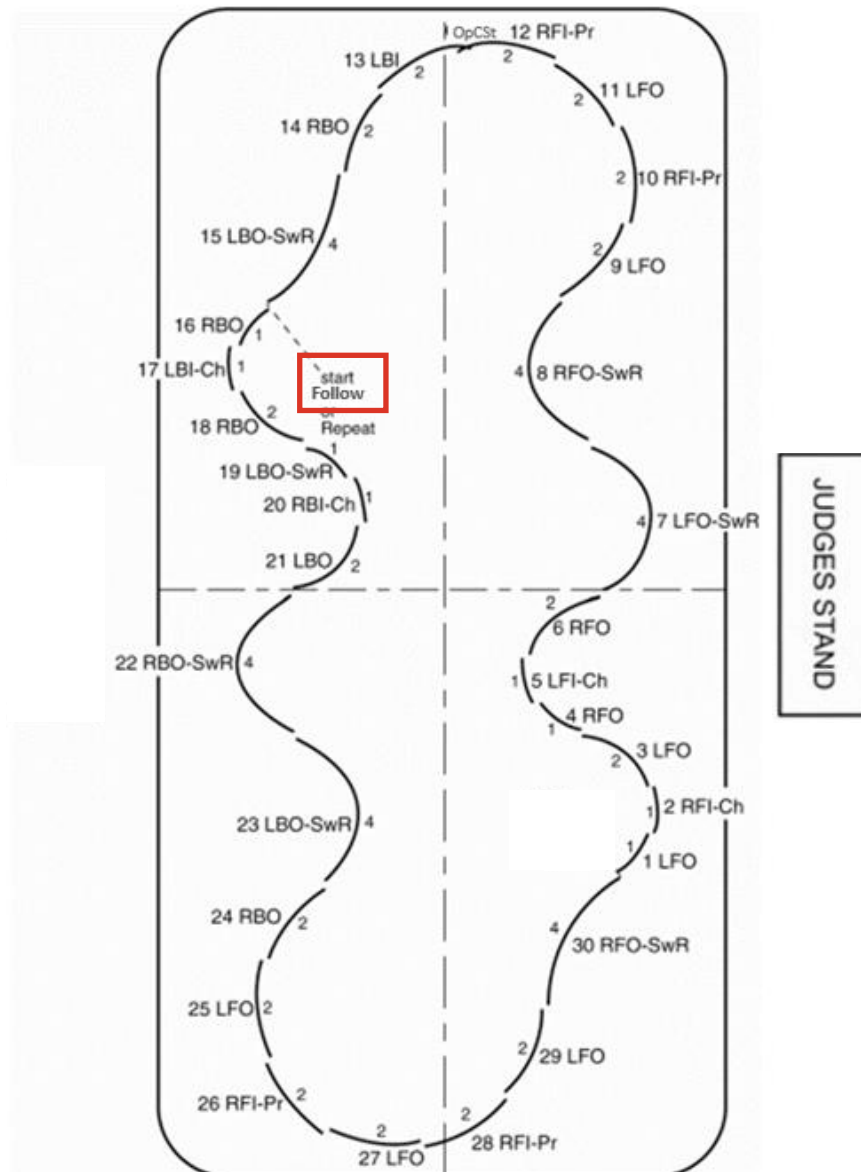 OpCSt 12 RFI-Pr
2
13 LBI
2
11 LFO
2
14 RBO
2
10 RFI-Pr
2
15 LBO-SwR
4
9 LFO
2
16 RBO
1
17 LBI-Ch
1
start
Follow
or
Repeat
8 RFO-SwR
4
18 RBO
2
19 LBO-SwR
1
20 RBI-Ch
1
7 LFO-SwR
4
21 LBO
2
JUDGES STAND
6 RFO
2
22 RBO-SwR
4
5 LFI-Ch
1
4 RFO
1
3 LFO
2
2 RFI-Ch
1
23 LBO-SwR
4
1 LFO
1
24 RBO
2
30 RFO-SwR
4
25 LFO
2
29 LFO
2
26 RFI-Pr
2
27 LFO
2
28 RFI-Pr
2